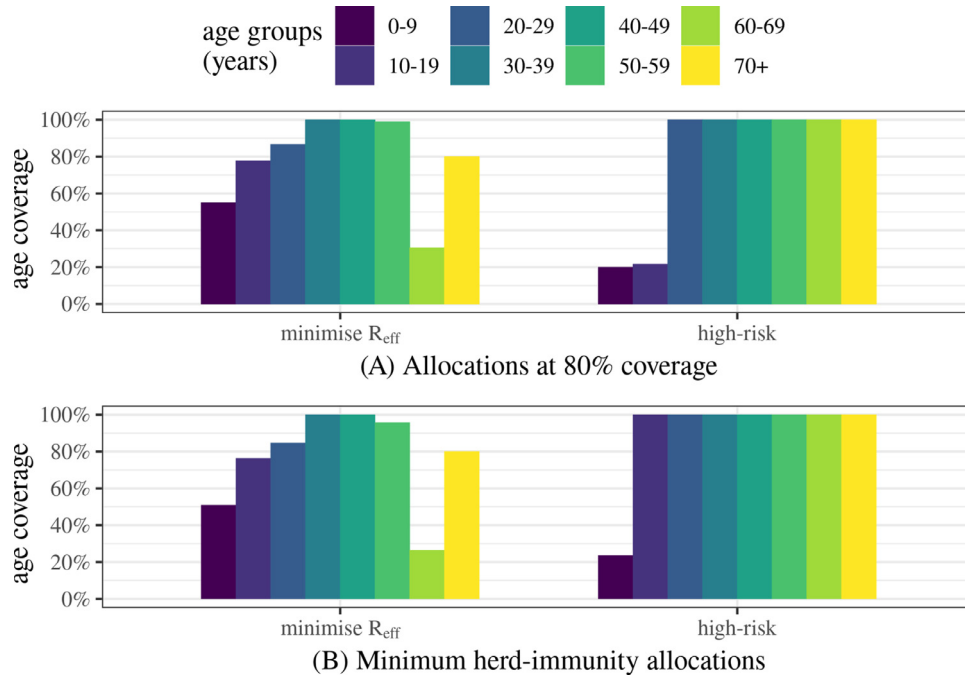 age groups
(years)
0-9
20-29
40-49
60-69
10-19
30-39
50-59
70+
age coverage
100%
80%
60%
40%
20%
0%
minimise R_eff
high-risk
(A) Allocations at 80% coverage
age coverage
100%
80%
60%
40%
20%
0%
minimise R_eff
high-risk
(B) Minimum herd-immunity allocations